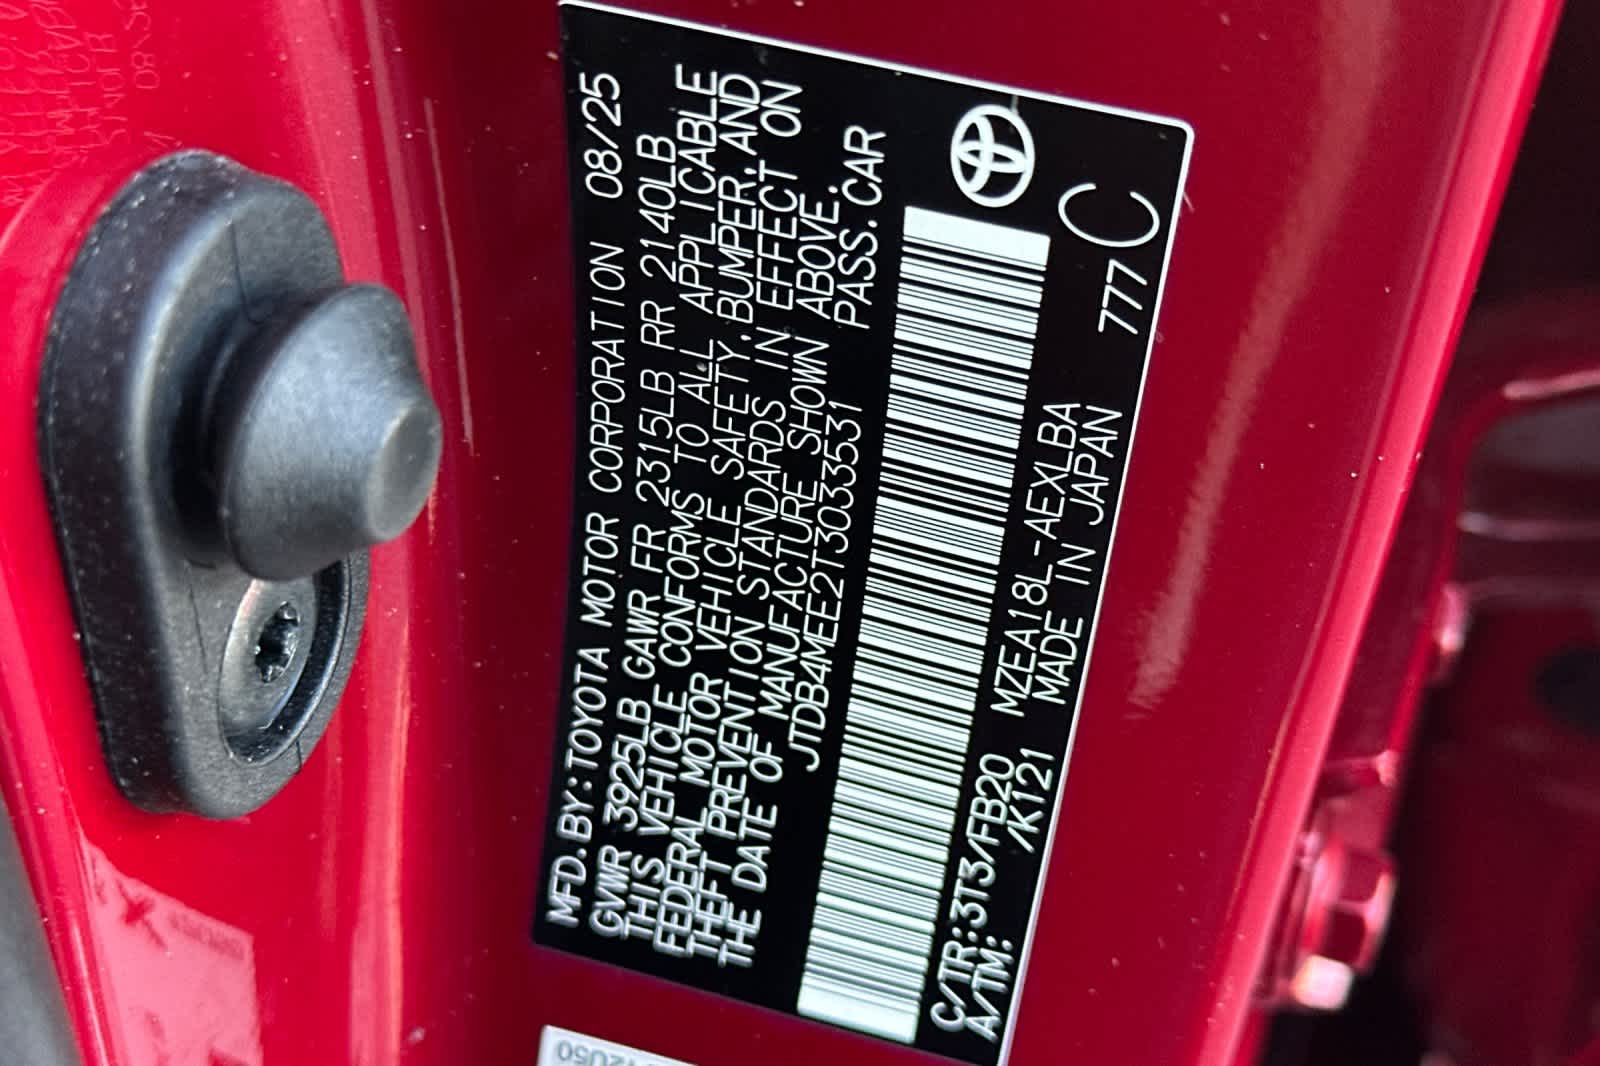 MFD.BY:TOYOTA MOTOR CORPORATION 08/25
GVWR 3925LB GAWR FR 2315LB RR 2140LB
THIS VEHICLE CONFORMS TO ALL APPLICABLE
FEDERAL MOTOR VEHICLE SAFETY,BUMPER,AND
THEFT PREVENTION STANDARDS IN EFFECT ON
THE DATE OF MANUFACTURE SHOWN ABOVE.
JTDB4MEE2T3033531 PASS.CAR
C/TR:3T3/FB20 MZEA18L-AEXLBA 777 C
A/TM: /K121 MADE IN JAPAN